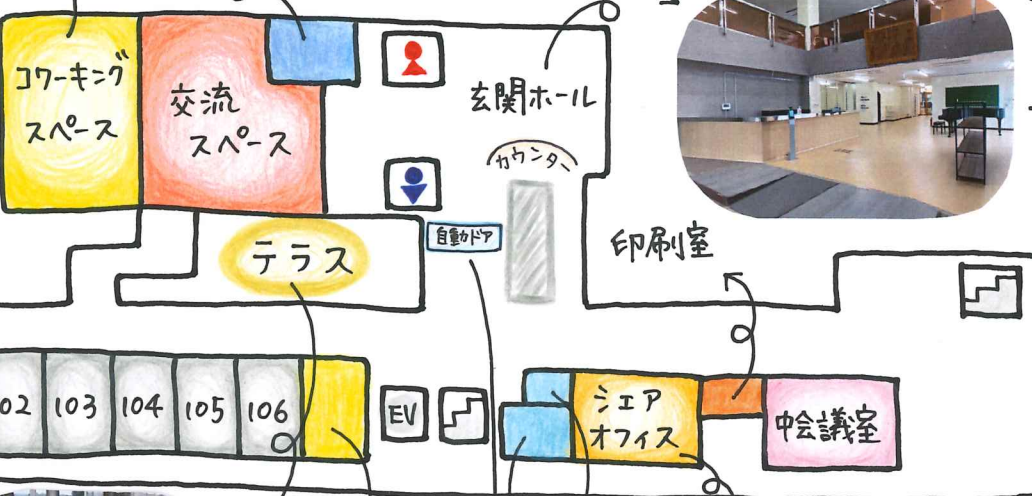 コワーキング
スペース
交流
スペース
玄関ホール
カウンター
自動ドア
テラス
印刷室
02
103
104
105
106
EV
シェア
オフィス
中会議室